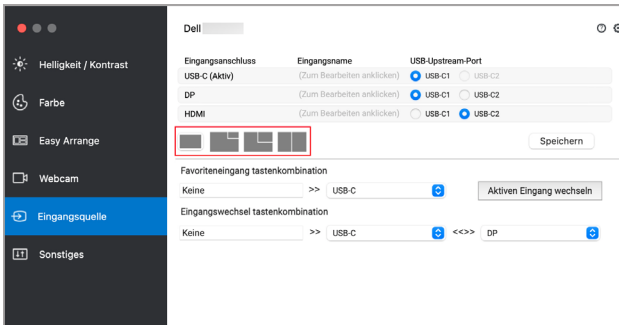 Dell
Helligkeit / Kontrast
Farbe
Easy Arrange
Webcam
Eingangsquelle
Sonstiges
Eingangsanschluss Eingangsname USB-Upstream-Port
USB-C (Aktiv) (Zum Bearbeiten anklicken) USB-C1 USB-C2
DP (Zum Bearbeiten anklicken) USB-C1 USB-C2
HDMI (Zum Bearbeiten anklicken) USB-C1 USB-C2
Speichern
Favoriteneingang tastenkombination
Keine >> USB-C Aktiven Eingang wechseln
Eingangswechsel tastenkombination
Keine >> USB-C <<>> DP